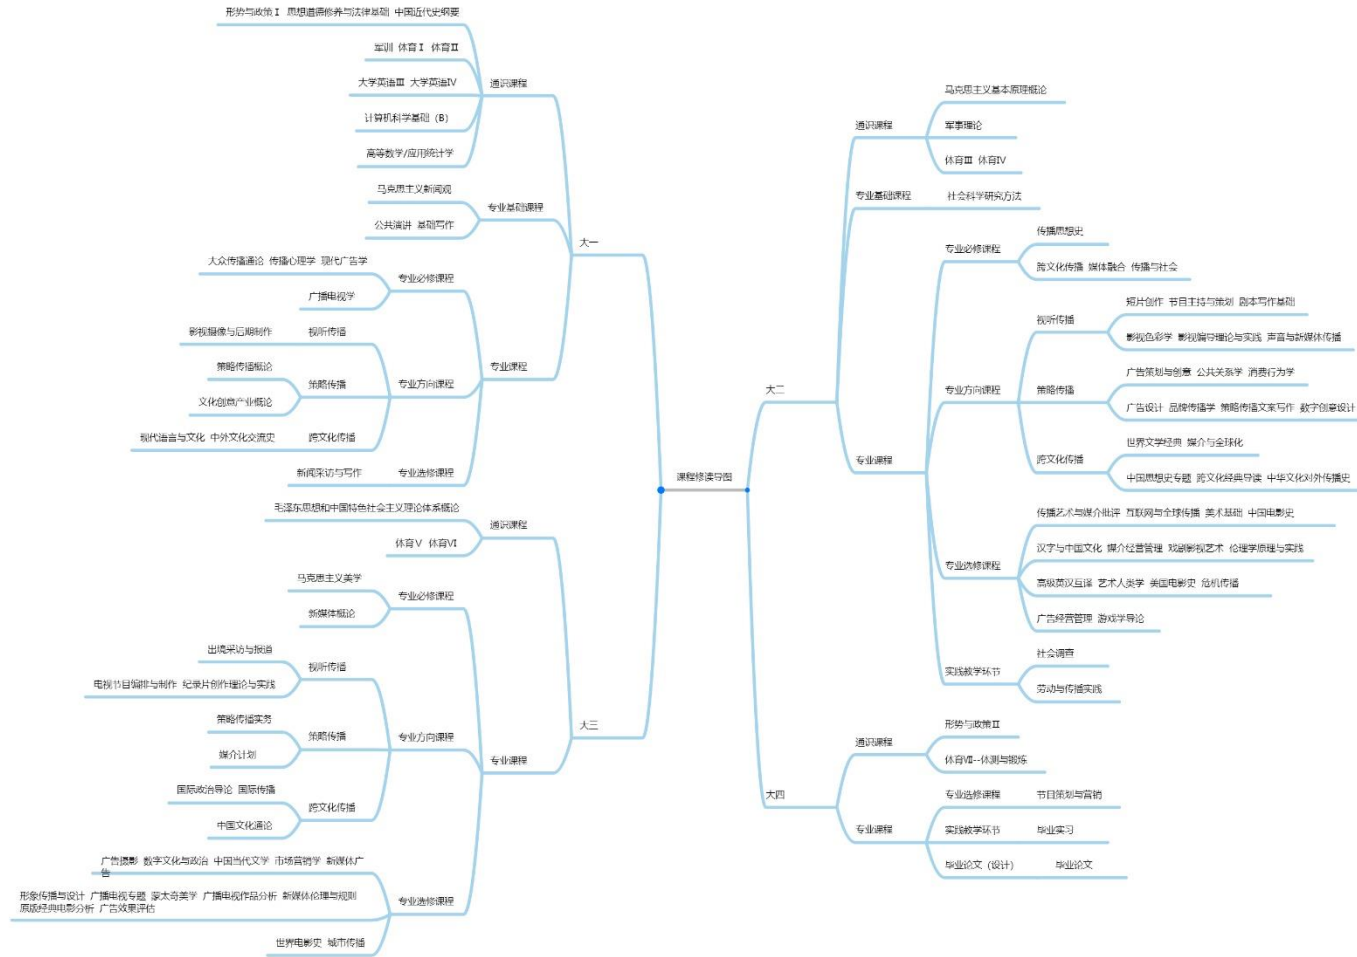 课程修读导图
大一
通识课程
形势与政策Ⅰ 思想道德修养与法律基础 中国近代史纲要
军训 体育Ⅰ 体育Ⅱ
大学英语Ⅲ 大学英语Ⅳ
计算机科学基础（B）
高等数学/应用统计学
专业基础课程
马克思主义新闻观
公共演讲 基础写作
专业课程
专业必修课程
大众传播通论 传播心理学 现代广告学
广播电视学
专业方向课程
视听传播
影视摄像与后期制作
策略传播
策略传播概论
文化创意产业概论
跨文化传播
现代语言与文化 中外文化交流史
专业选修课程
新闻采访与写作
大二
通识课程
马克思主义基本原理概论
军事理论
体育Ⅲ 体育Ⅳ
专业基础课程
社会科学研究方法
专业课程
专业必修课程
传播思想史
跨文化传播 媒体融合 传播与社会
专业方向课程
视听传播
短片创作 节目主持与策划 剧本写作基础
影视色彩学 影视编导理论与实践 声音与新媒体传播
策略传播
广告策划与创意 公共关系学 消费行为学
广告设计 品牌传播学 策略传播文案写作 数字创意设计
跨文化传播
世界文学经典 媒介与全球化
中国思想史专题 跨文化经典导读 中华文化对外传播史
专业选修课程
传播艺术与媒介批评 互联网与全球传播 美术基础 中国电影史
汉字与中国文化 媒介经营管理 戏剧影视艺术 伦理学原理与实践
高级英汉互译 艺术人类学 美国电影史 危机传播
广告经营管理 游戏学导论
实践教学环节
社会调查
劳动与传播实践
大三
通识课程
毛泽东思想和中国特色社会主义理论体系概论
体育Ⅴ 体育Ⅵ
专业课程
专业必修课程
马克思主义美学
新媒体概论
专业方向课程
视听传播
出境采访与报道
电视节目编排与制作 纪录片创作理论与实践
策略传播
策略传播实务
媒介计划
跨文化传播
国际政治导论 国际传播
中国文化通论
专业选修课程
广告摄影 数字文化与政治 中国当代文学 市场营销学 新媒体广
告
形象传播与设计 广播电视专题 蒙太奇美学 广播电视作品分析 新媒体伦理与规则
原版经典电影分析 广告效果评估
世界电影史 城市传播
大四
通识课程
形势与政策Ⅱ
体育Ⅶ--体测与锻炼
专业课程
专业选修课程
节目策划与营销
实践教学环节
毕业实习
毕业论文（设计）
毕业论文